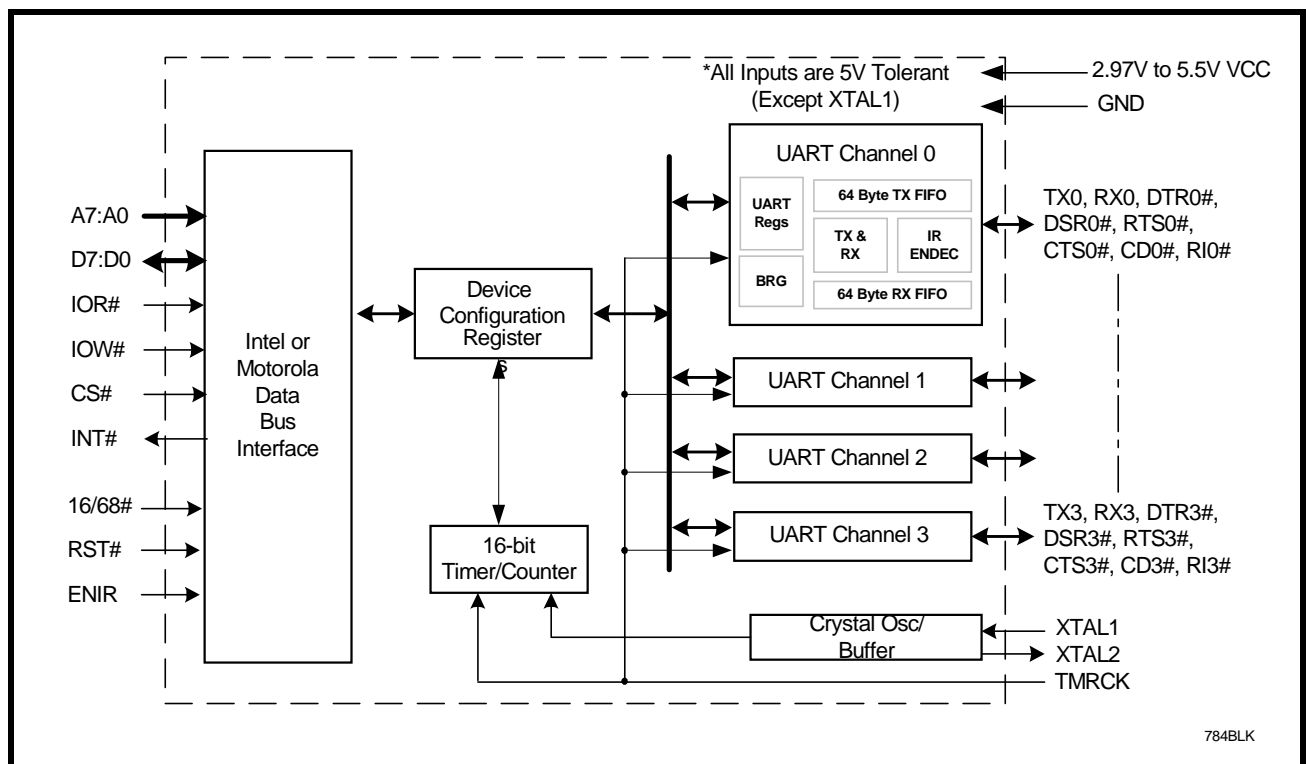 *All Inputs are 5V Tolerant
(Except XTAL1)
2.97V to 5.5V VCC
GND
A7:A0
D7:D0
IOR#
IOW#
CS#
INT#
16/68#
RST#
ENIR
Intel or
Motorola
Data
Bus
Interface
Device
Configuration
Register
s
16-bit
Timer/Counter
UART Channel 0
UART
Regs
BRG
64 Byte TX FIFO
TX &
RX
IR
ENDEC
64 Byte RX FIFO
UART Channel 1
UART Channel 2
UART Channel 3
Crystal Osc/
Buffer
TX0, RX0, DTR0#,
DSR0#, RTS0#,
CTS0#, CD0#, RI0#
TX3, RX3, DTR3#,
DSR3#, RTS3#,
CTS3#, CD3#, RI3#
XTAL1
XTAL2
TMRCK
784BLK